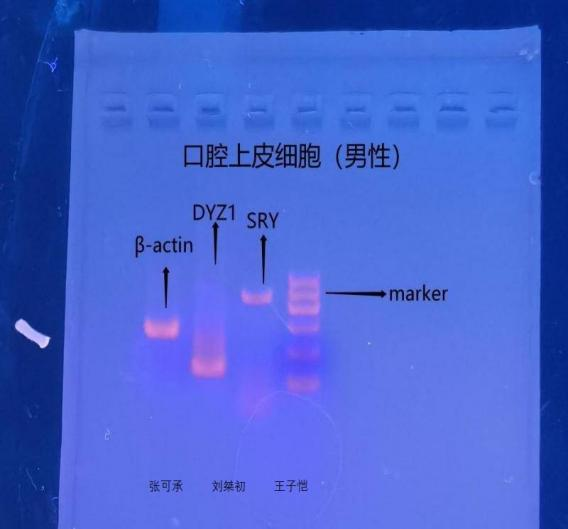 口腔上皮细胞（男性）
DYZ1
SRY
β-actin
marker
张可承 刘桀初 王子恺